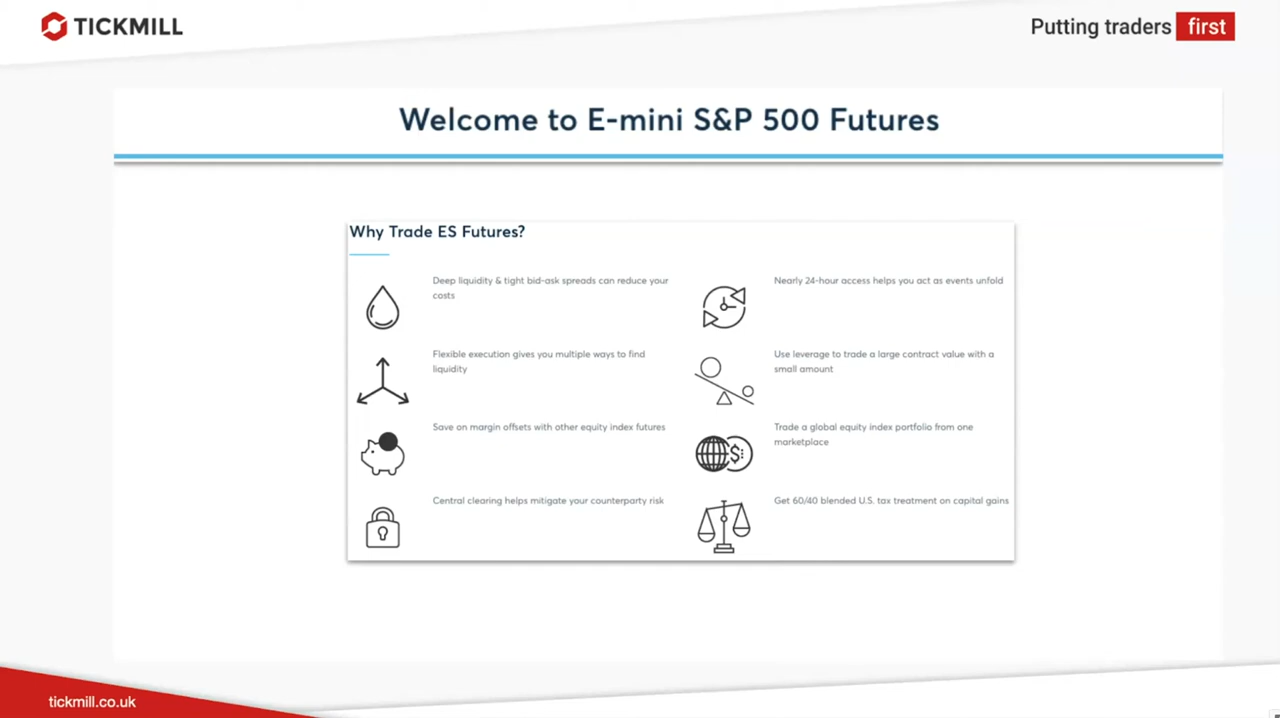 TICKMILL
Putting traders first
Welcome to E-mini S&P 500 Futures
Why Trade ES Futures?
Deep liquidity & tight bid-ask spreads can reduce your
costs
Nearly 24-hour access helps you act as events unfold
Flexible execution gives you multiple ways to find
liquidity
Use leverage to trade a large contract value with a
small amount
Save on margin offsets with other equity index futures
Trade a global equity index portfolio from one
marketplace
Central clearing helps mitigate your counterparty risk
Get 60/40 blended U.S. tax treatment on capital gains
tickmill.co.uk